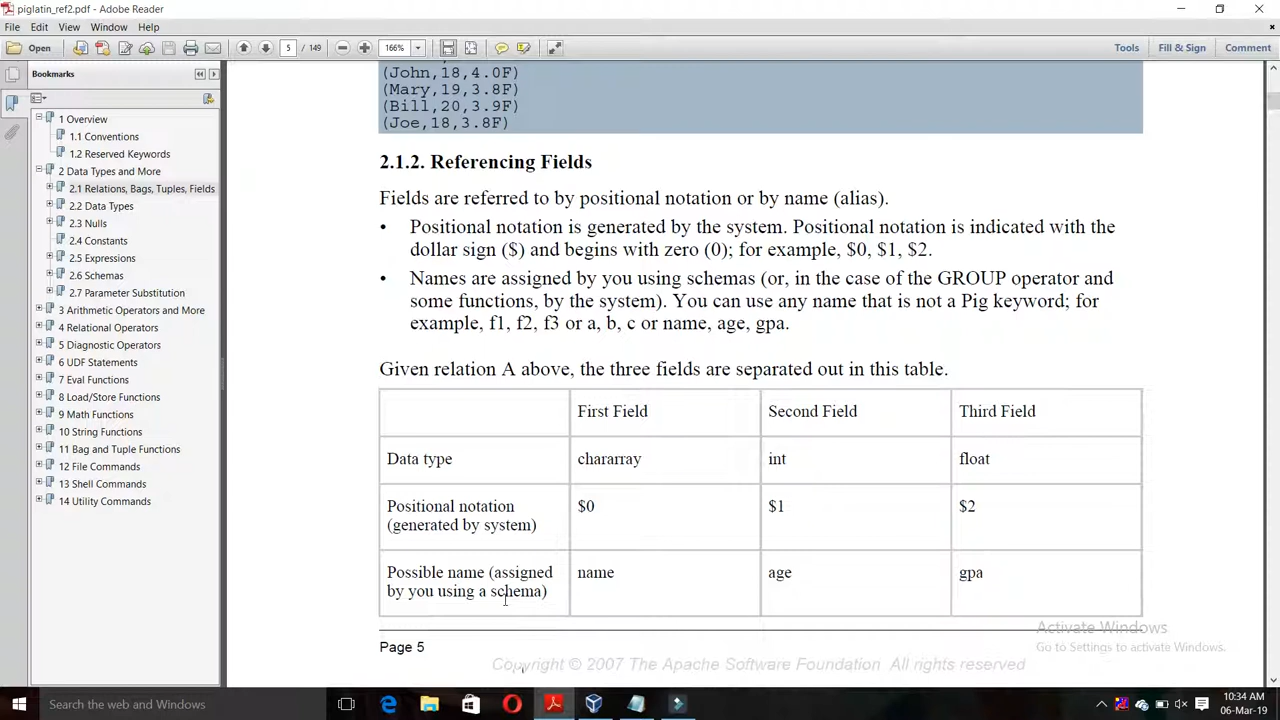 piglatin_ref2.pdf - Adobe Reader
File Edit View Window Help
Open 5 / 149 166% Tools Fill & Sign Comment
Bookmarks
1 Overview
1.1 Conventions
1.2 Reserved Keywords
2 Data Types and More
2.1 Relations, Bags, Tuples, Fields
2.2 Data Types
2.3 Nulls
2.4 Constants
2.5 Expressions
2.6 Schemas
2.7 Parameter Substitution
3 Arithmetic Operators and More
4 Relational Operators
5 Diagnostic Operators
6 UDF Statements
7 Eval Functions
8 Load/Store Functions
9 Math Functions
10 String Functions
11 Bag and Tuple Functions
12 File Commands
13 Shell Commands
14 Utility Commands
(John,18,4.0F)
(Mary,19,3.8F)
(Bill,20,3.9F)
(Joe,18,3.8F)
2.1.2. Referencing Fields
Fields are referred to by positional notation or by name (alias).
• Positional notation is generated by the system. Positional notation is indicated with the
dollar sign ($) and begins with zero (0); for example, $0, $1, $2.
• Names are assigned by you using schemas (or, in the case of the GROUP operator and
some functions, by the system). You can use any name that is not a Pig keyword; for
example, f1, f2, f3 or a, b, c or name, age, gpa.
Given relation A above, the three fields are separated out in this table.
First Field Second Field Third Field
Data type chararray int float
Positional notation $0 $1 $2
(generated by system)
Possible name (assigned name age gpa
by you using a schema)
Page 5
Copyright © 2007 The Apache Software Foundation All rights reserved
Activate Windows
Go to Settings to activate Windows.
Search the web and Windows
10:34 AM
06-Mar-19